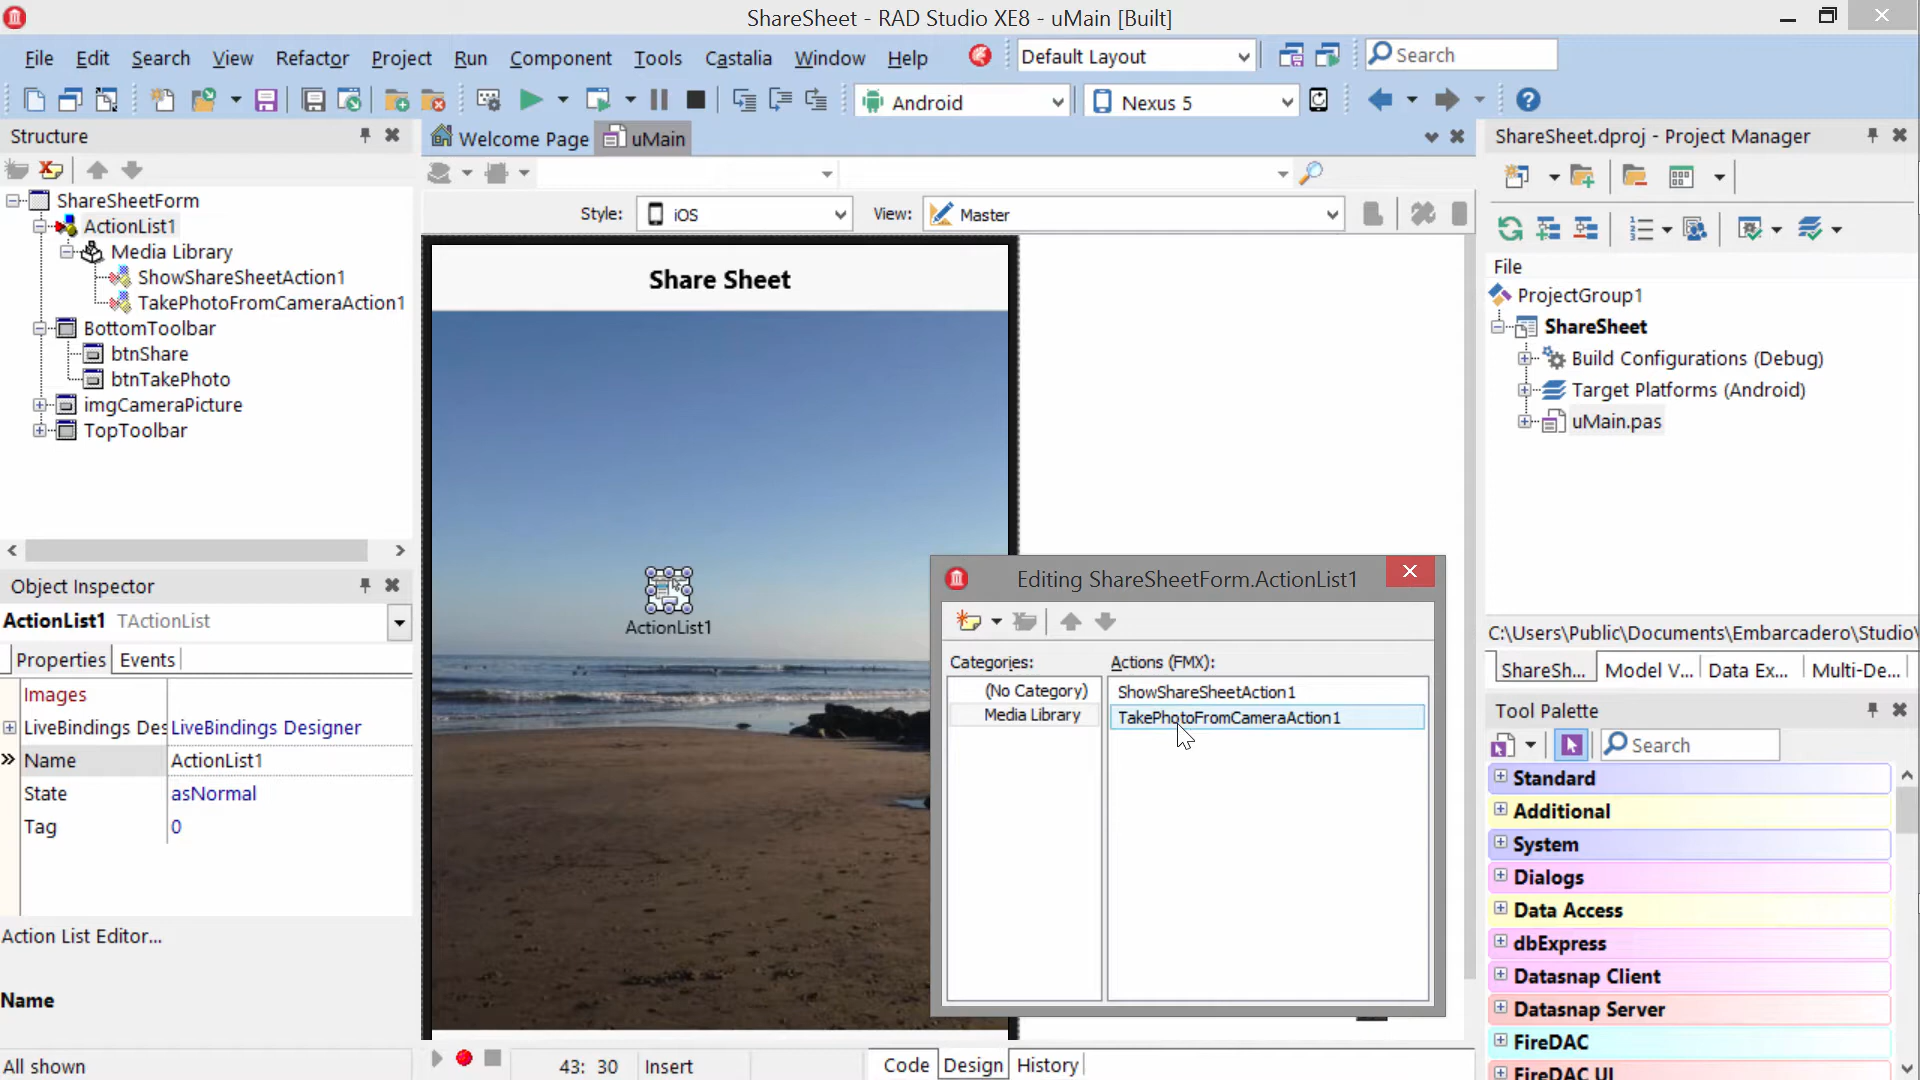 ShareSheet - RAD Studio XE8 - uMain [Built]
File Edit Search View Refactor Project Run Component Tools Castalia Window Help
Default Layout
Search
Android
Nexus 5
Structure
ShareSheetForm
ActionList1
Media Library
ShowShareSheetAction1
TakePhotoFromCameraAction1
BottomToolbar
btnShare
btnTakePhoto
imgCameraPicture
TopToolbar
Object Inspector
ActionList1 TActionList
Properties Events
Images
LiveBindings Des LiveBindings Designer
Name ActionList1
State asNormal
Tag 0
Action List Editor...
Name
All shown
Welcome Page uMain
Style: iOS View: Master
Share Sheet
ActionList1
Editing ShareSheetForm.ActionList1
Categories:
(No Category)
Media Library
Actions (FMX):
ShowShareSheetAction1
TakePhotoFromCameraAction1
43: 30 Insert
Code Design History
ShareSheet.dproj - Project Manager
File
ProjectGroup1
ShareSheet
Build Configurations (Debug)
Target Platforms (Android)
uMain.pas
C:\Users\Public\Documents\Embarcadero\Studio\
ShareSh... Model V... Data Ex... Multi-De...
Tool Palette
Search
Standard
Additional
System
Dialogs
Data Access
dbExpress
Datasnap Client
Datasnap Server
FireDAC
FireDAC UI